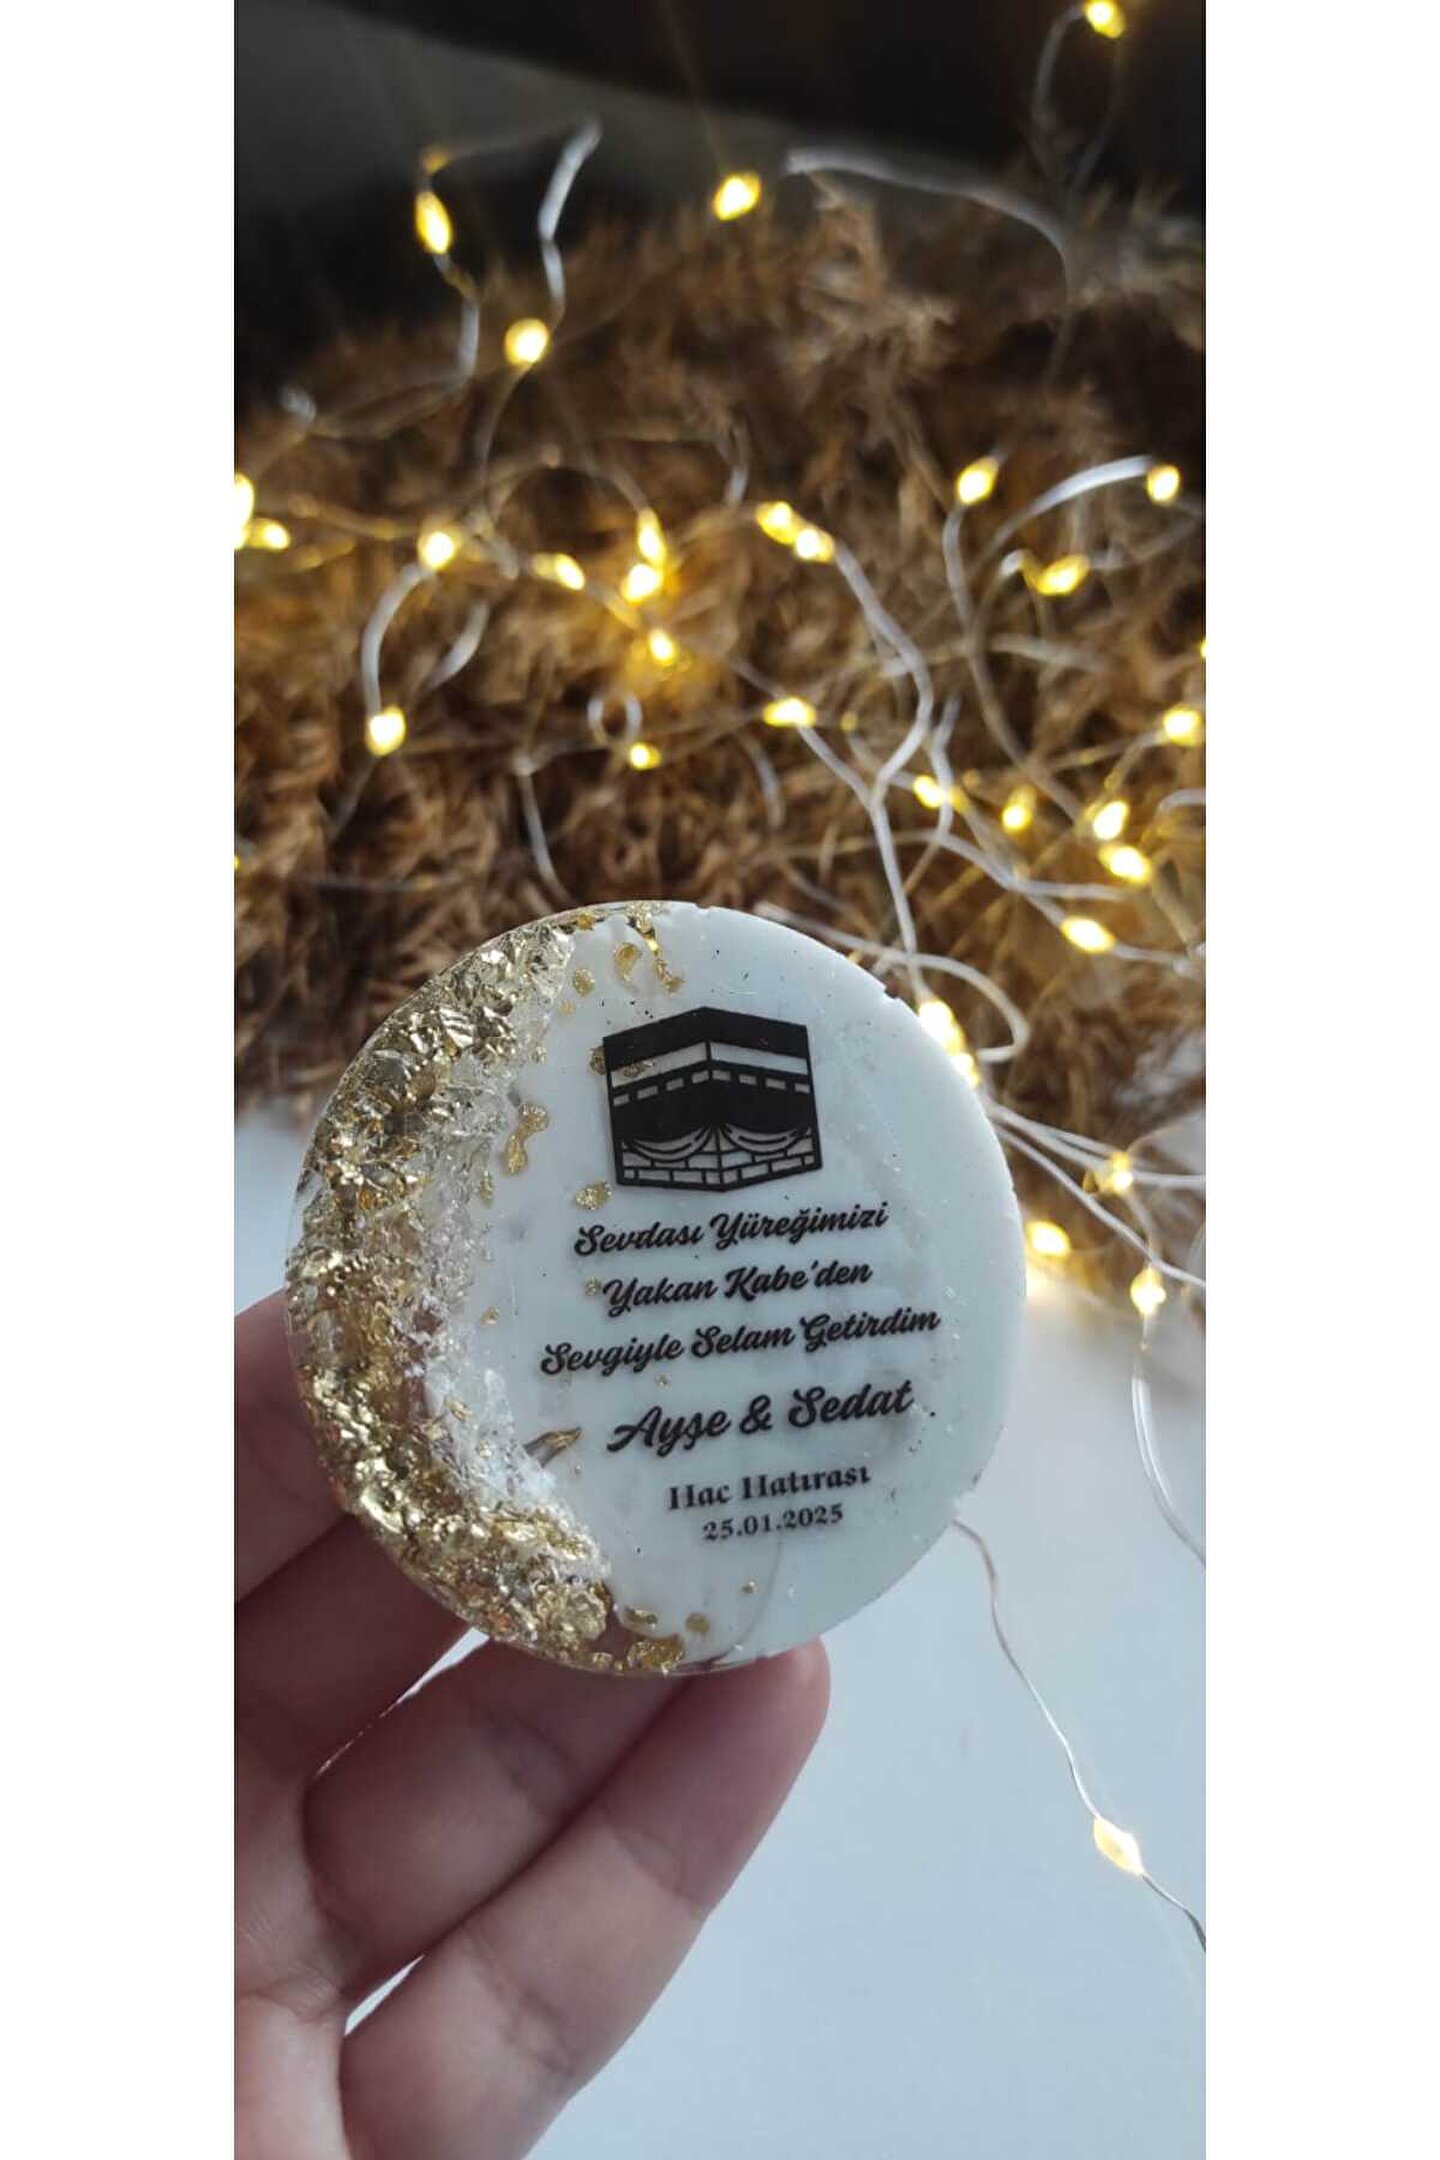 Sevdası Yüreğimizi
Yakan Kabe'den
Sevgiyle Selam Getirdim
Ayşe & Sedat
Hac Hatırası
25.01.2025